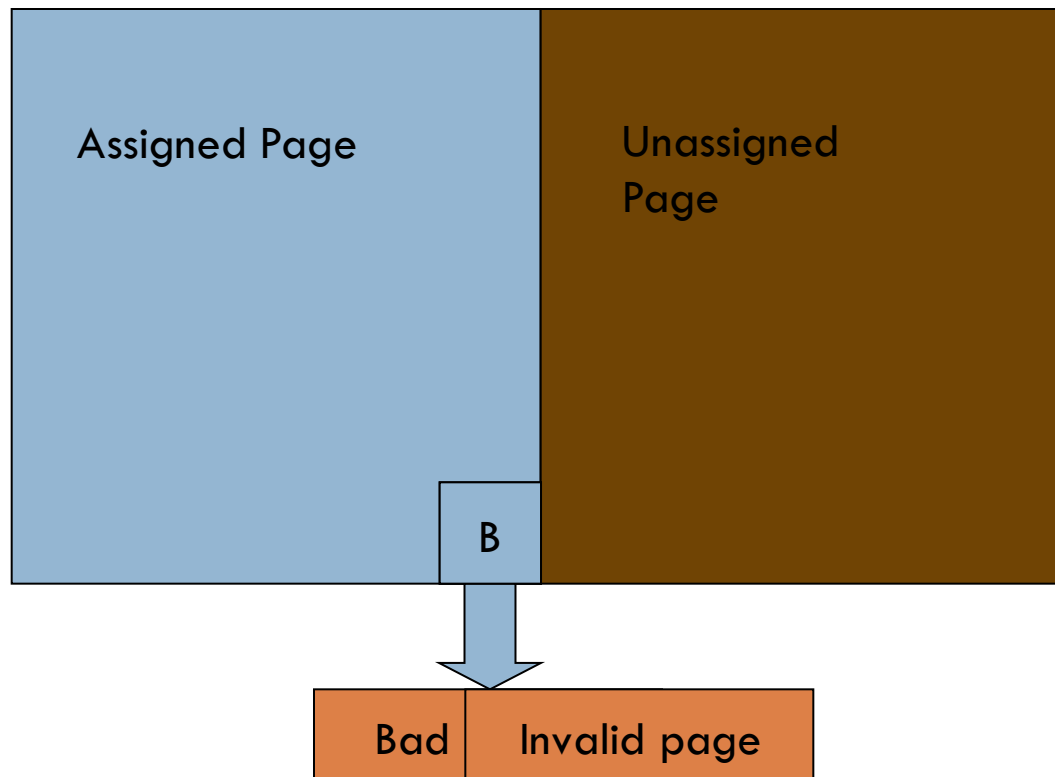 Assigned Page
Unassigned
Page
B
Bad
Invalid page